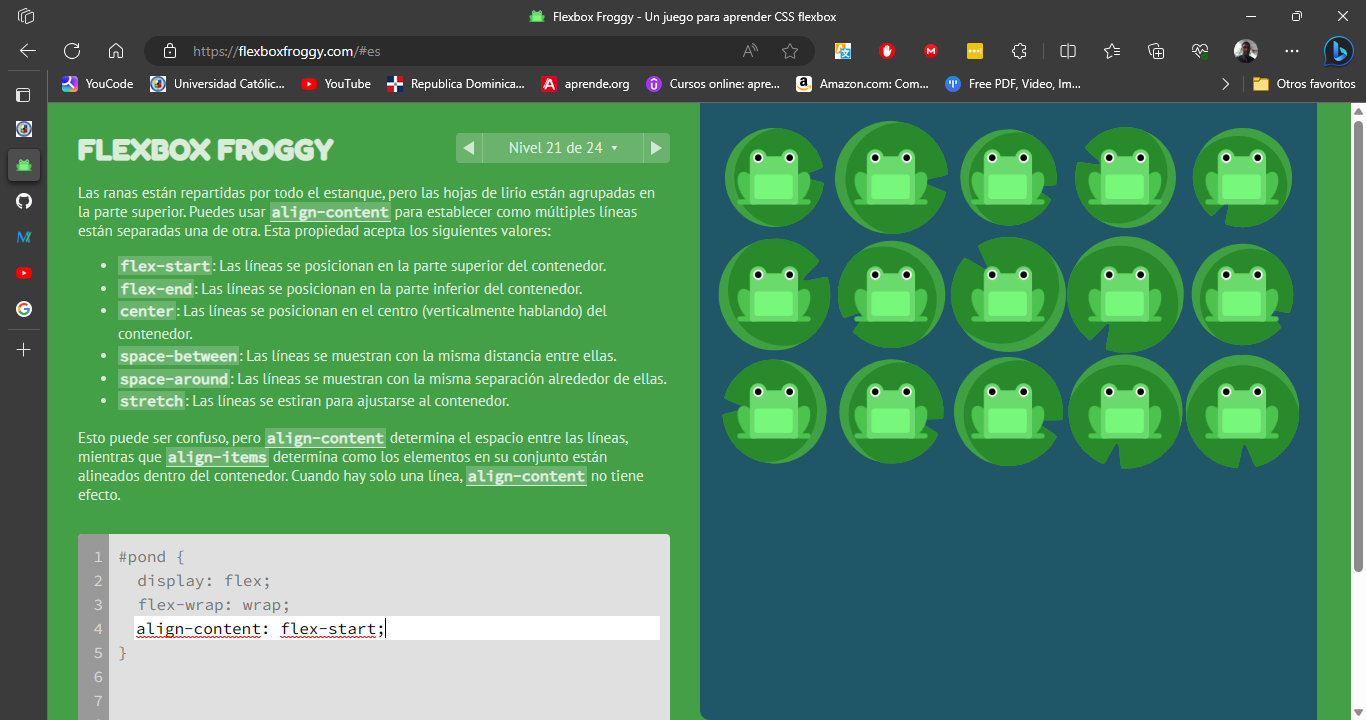 Flexbox Froggy - Un juego para aprender CSS flexbox
https://flexboxfroggy.com/#es
YouCode
Universidad Católic...
YouTube
Republica Dominica...
aprende.org
Cursos online: apre...
Amazon.com: Com...
Free PDF, Video, Im...
Otros favoritos
FLEXBOX FROGGY
Nivel 21 de 24
Las ranas están repartidas por todo el estanque, pero las hojas de lirio están agrupadas en
la parte superior. Puedes usar align-content para establecer como múltiples líneas
están separadas una de otra. Esta propiedad acepta los siguientes valores:
• flex-start: Las líneas se posicionan en la parte superior del contenedor.
• flex-end: Las líneas se posicionan en la parte inferior del contenedor.
• center: Las líneas se posicionan en el centro (verticalmente hablando) del
contenedor.
• space-between: Las líneas se muestran con la misma distancia entre ellas.
• space-around: Las líneas se muestran con la misma separación alrededor de ellas.
• stretch: Las líneas se estiran para ajustarse al contenedor.
Esto puede ser confuso, pero align-content determina el espacio entre las líneas,
mientras que align-items determina como los elementos en su conjunto están
alineados dentro del contenedor. Cuando hay solo una línea, align-content no tiene
efecto.
1 #pond {
2 display: flex;
3 flex-wrap: wrap;
4 align-content: flex-start;
5 }
6
7